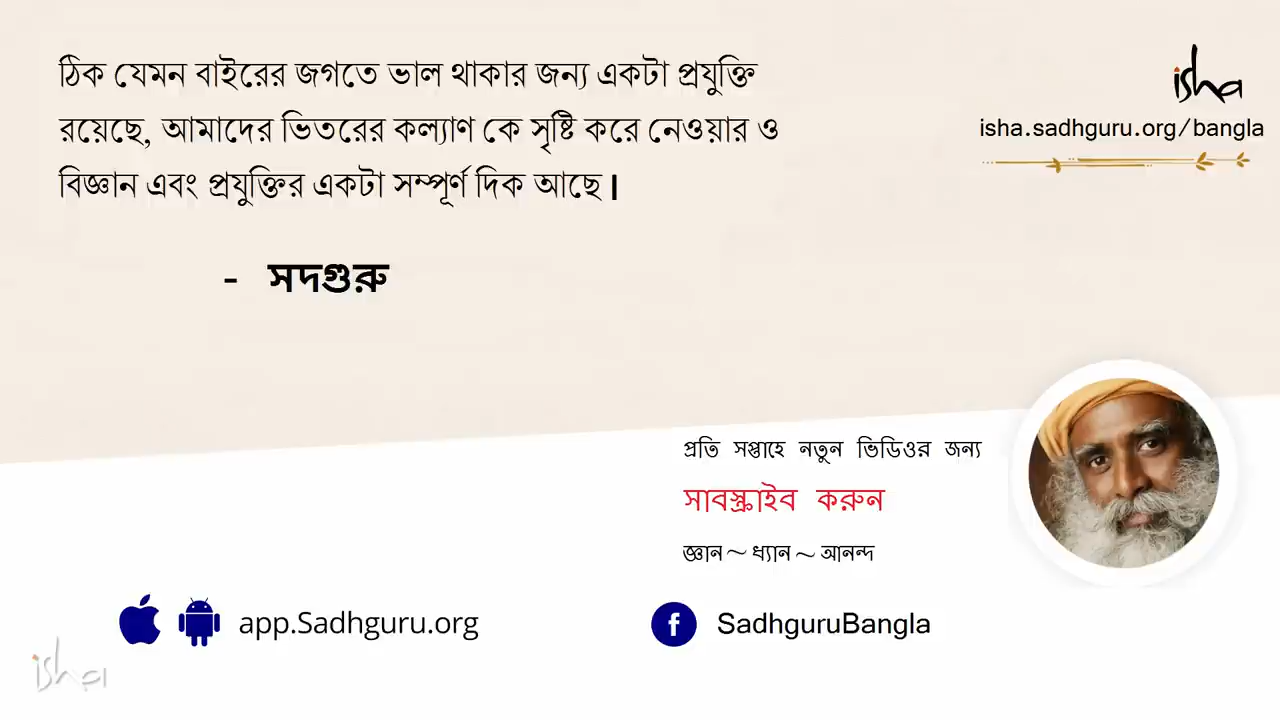 ঠিক যেমন বাইরের জগতে ভাল থাকার জন্য একটা প্রযুক্তি
রয়েছে, আমাদের ভিতরের কল্যাণ কে সৃষ্টি করে নেওয়ার ও
বিজ্ঞান এবং প্রযুক্তির একটা সম্পূর্ণ দিক আছে।
- সদগুরু
isha
isha.sadhguru.org/bangla
প্রতি সপ্তাহে নতুন ভিডিওর জন্য
সাবস্ক্রাইব করুন
জ্ঞান ~ ধ্যান ~ আনন্দ
app.Sadhguru.org
f SadhguruBangla
isha